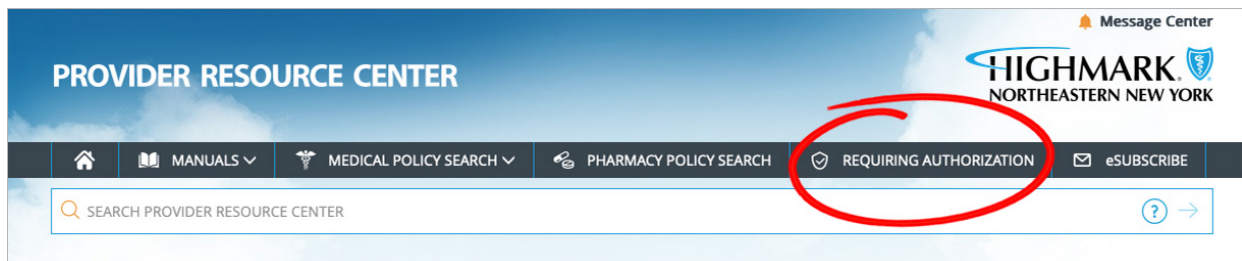 Message Center
PROVIDER RESOURCE CENTER
HIGHMARK.
NORTHEASTERN NEW YORK
MANUALS MEDICAL POLICY SEARCH PHARMACY POLICY SEARCH REQUIRING AUTHORIZATION eSUBSCRIBE
SEARCH PROVIDER RESOURCE CENTER ?